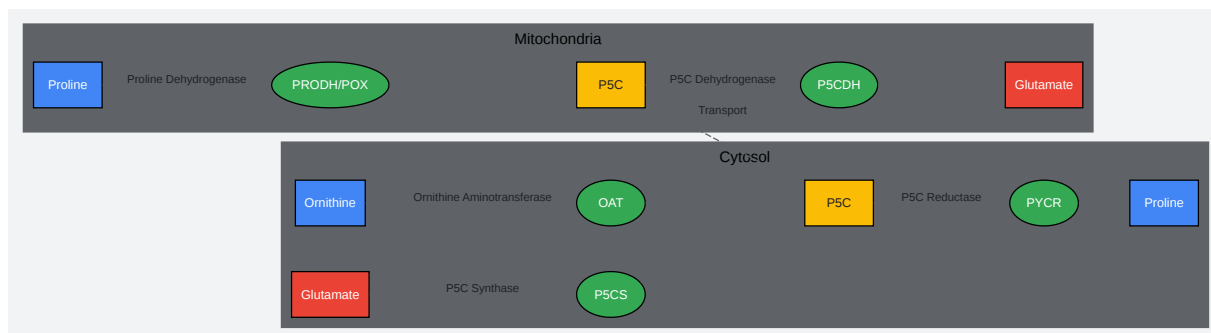 Mitochondria
Proline
Proline Dehydrogenase
PRODH/POX
P5C
P5C Dehydrogenase
P5CDH
Glutamate
Transport
Cytosol
Ornithine
Ornithine Aminotransferase
OAT
P5C
P5C Reductase
PYCR
Proline
Glutamate
P5C Synthase
P5CS